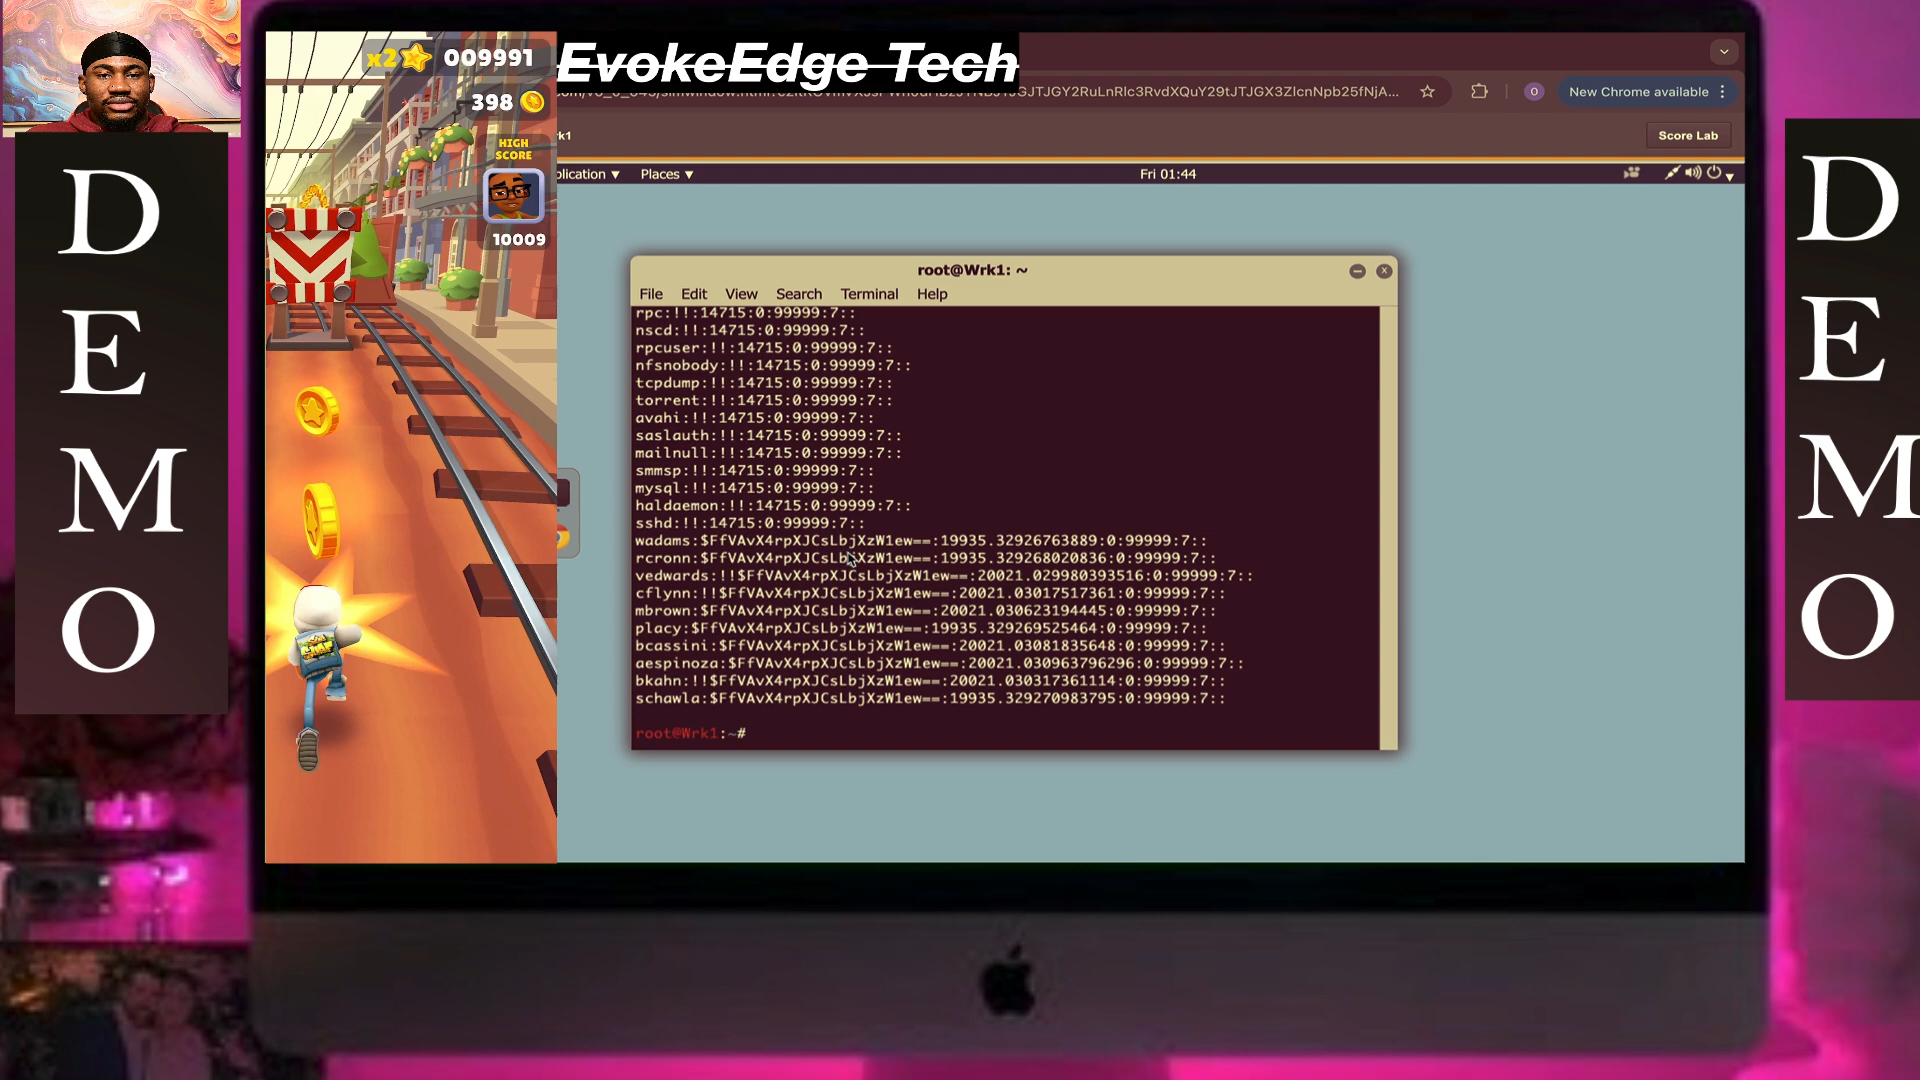 D
E
M
O
x2 009991
398
HIGH
SCORE
10009
EvokeEdge Tech
New Chrome available
Score Lab
rk1
plication ▼ Places ▼ Fri 01:44
root@Wrk1: ~
File Edit View Search Terminal Help
rpc:!!:14715:0:99999:7::
nscd:!!:14715:0:99999:7::
rpcuser:!!:14715:0:99999:7::
nfsnobody:!!:14715:0:99999:7::
tcpdump:!!:14715:0:99999:7::
torrent:!!:14715:0:99999:7::
avahi:!!:14715:0:99999:7::
saslauth:!!:14715:0:99999:7::
mailnull:!!:14715:0:99999:7::
smmsp:!!:14715:0:99999:7::
mysql:!!:14715:0:99999:7::
haldaemon:!!:14715:0:99999:7::
sshd:!!:14715:0:99999:7::
wadams:$FfVAvX4rpXJCsLbjXzW1ew==:19935.32926763889:0:99999:7::
rcronn:$FfVAvX4rpXJCsLbjXzW1ew==:19935.329268020836:0:99999:7::
vedwards:!!$FfVAvX4rpXJCsLbjXzW1ew==:20021.029980393516:0:99999:7::
cflynn:!!$FfVAvX4rpXJCsLbjXzW1ew==:20021.03017517361:0:99999:7::
mbrown:$FfVAvX4rpXJCsLbjXzW1ew==:20021.030623194445:0:99999:7::
placy:$FfVAvX4rpXJCsLbjXzW1ew==:19935.329269525464:0:99999:7::
bcassini:$FfVAvX4rpXJCsLbjXzW1ew==:20021.03081835648:0:99999:7::
aespinoza:$FfVAvX4rpXJCsLbjXzW1ew==:20021.030963796296:0:99999:7::
bkahn:!!$FfVAvX4rpXJCsLbjXzW1ew==:20021.030317361114:0:99999:7::
schawla:$FfVAvX4rpXJCsLbjXzW1ew==:19935.329270983795:0:99999:7::
root@Wrk1:~#
D
E
M
O